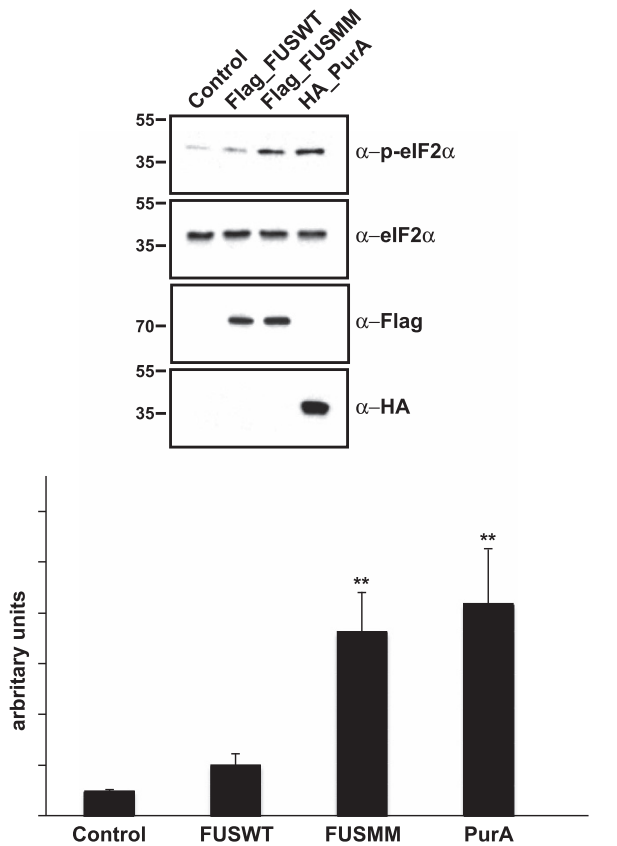 Control Flag_FUSWT Flag_FUSMM HA_PurA
55
35
α–p-eIF2α
55
35
α–eIF2α
70
α–Flag
55
35
α–HA
**
**
arbritary units
Control FUSWT FUSMM PurA